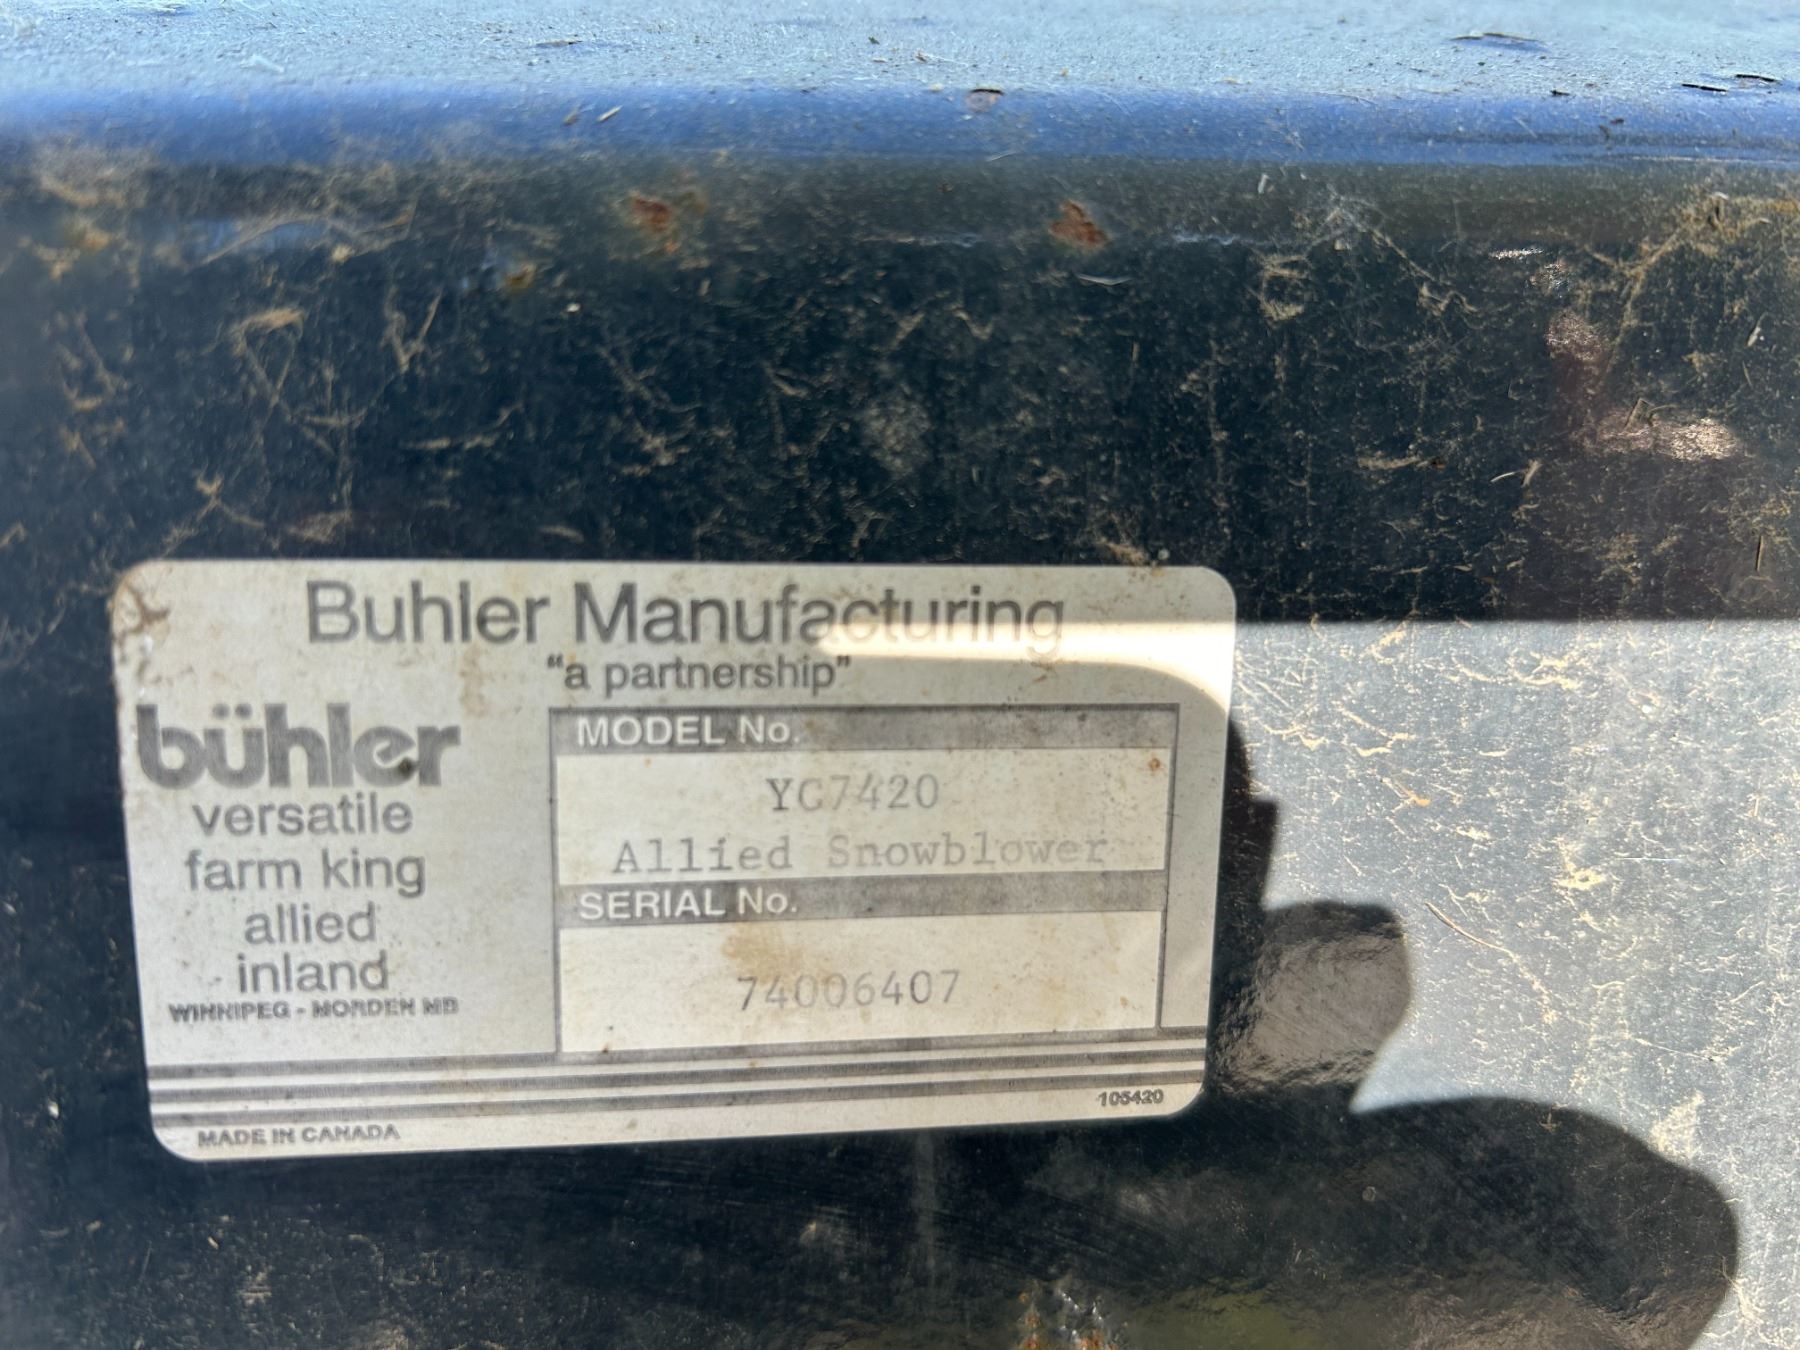 Buhler Manufacturing
"a partnership"
bühler
versatile
farm king
allied
inland
WINNIPEG - MORDEN MB
MODEL No.
YC7420
Allied Snowblower
SERIAL No.
74006407
105420
MADE IN CANADA